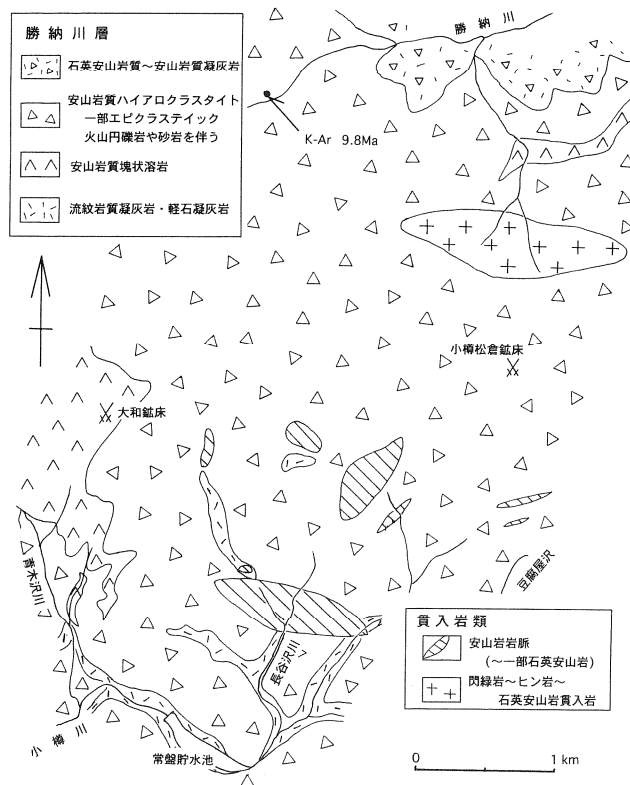 勝納川層
石英安山岩質～安山岩質凝灰岩
安山岩質ハイアロクラスタイト
一部エピクラステイック
火山円礫岩や砂岩を伴う
安山岩質塊状溶岩
流紋岩質凝灰岩・軽石凝灰岩
勝納川
K-Ar 9.8Ma
小樽松倉鉱床
大和鉱床
青木沢川
豆腐屋沢
長谷沢川
小樽川
常盤貯水池
貫入岩類
安山岩岩脈
(～一部石英安山岩)
閃緑岩～ヒン岩～
石英安山岩貫入岩
0 1 km